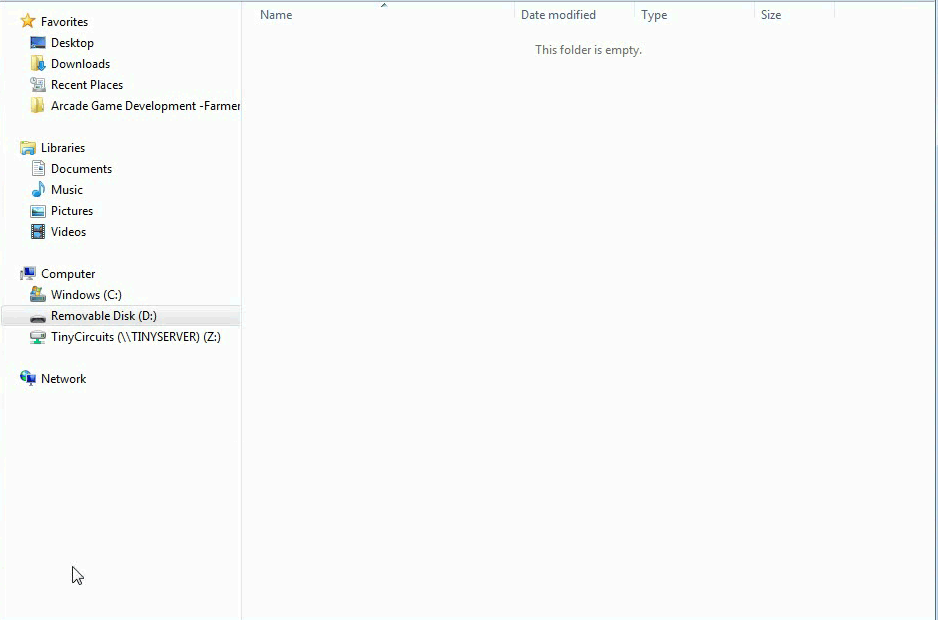 Name Date modified Type Size
This folder is empty.
Favorites
Desktop
Downloads
Recent Places
Arcade Game Development -Farmer
Libraries
Documents
Music
Pictures
Videos
Computer
Windows (C:)
Removable Disk (D:)
TinyCircuits (\\TINYSERVER) (Z:)
Network